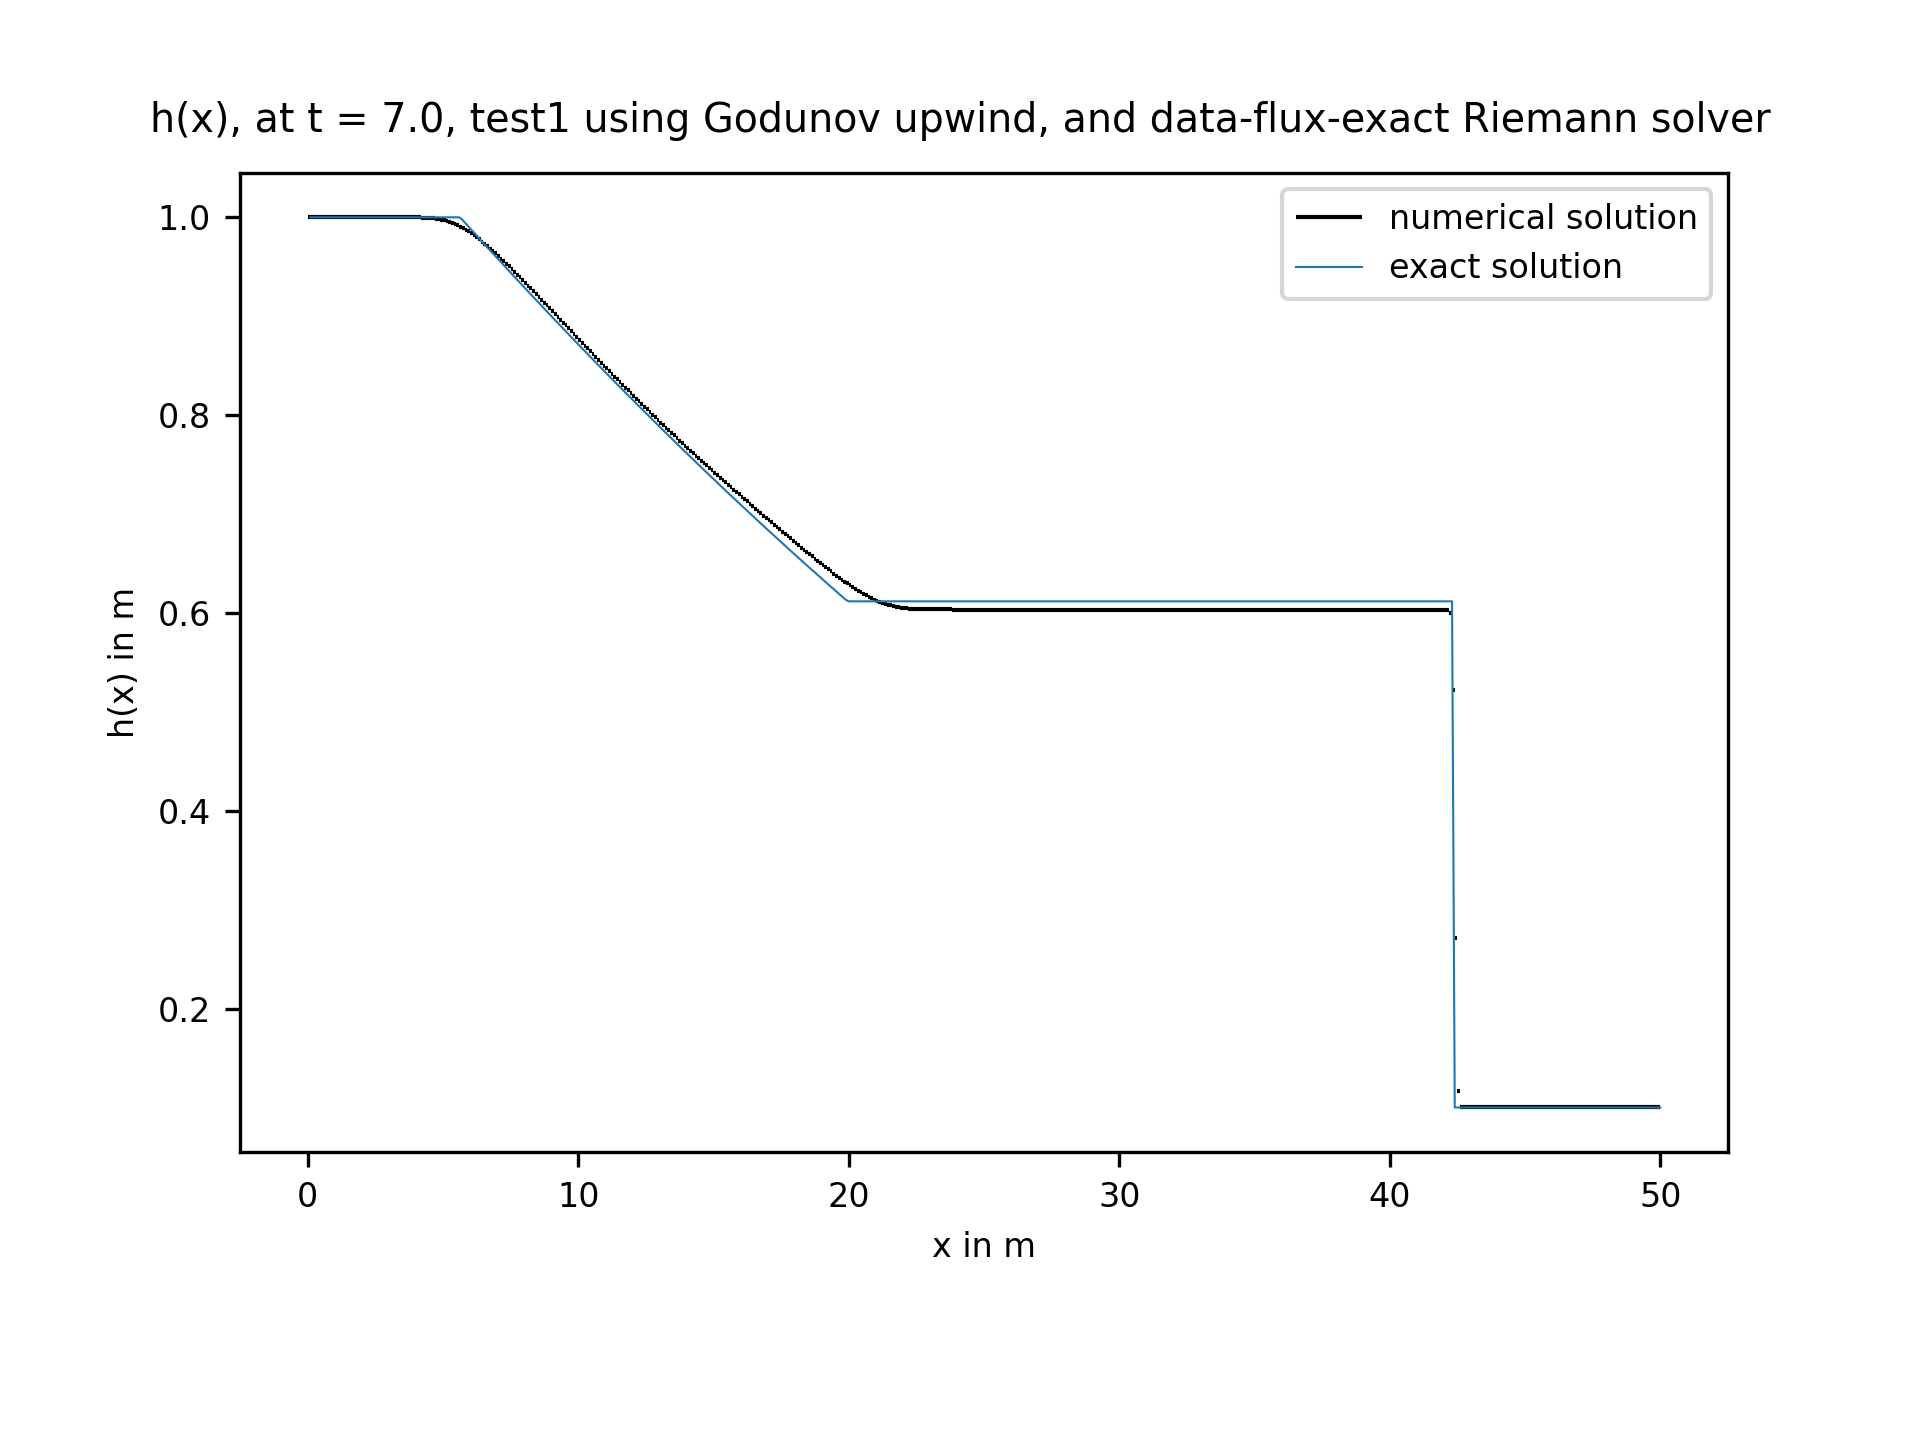 h(x), at t = 7.0, test1 using Godunov upwind, and data-flux-exact Riemann solver
numerical solution
exact solution
1.0
0.8
0.6
0.4
0.2
h(x) in m
0 10 20 30 40 50
x in m